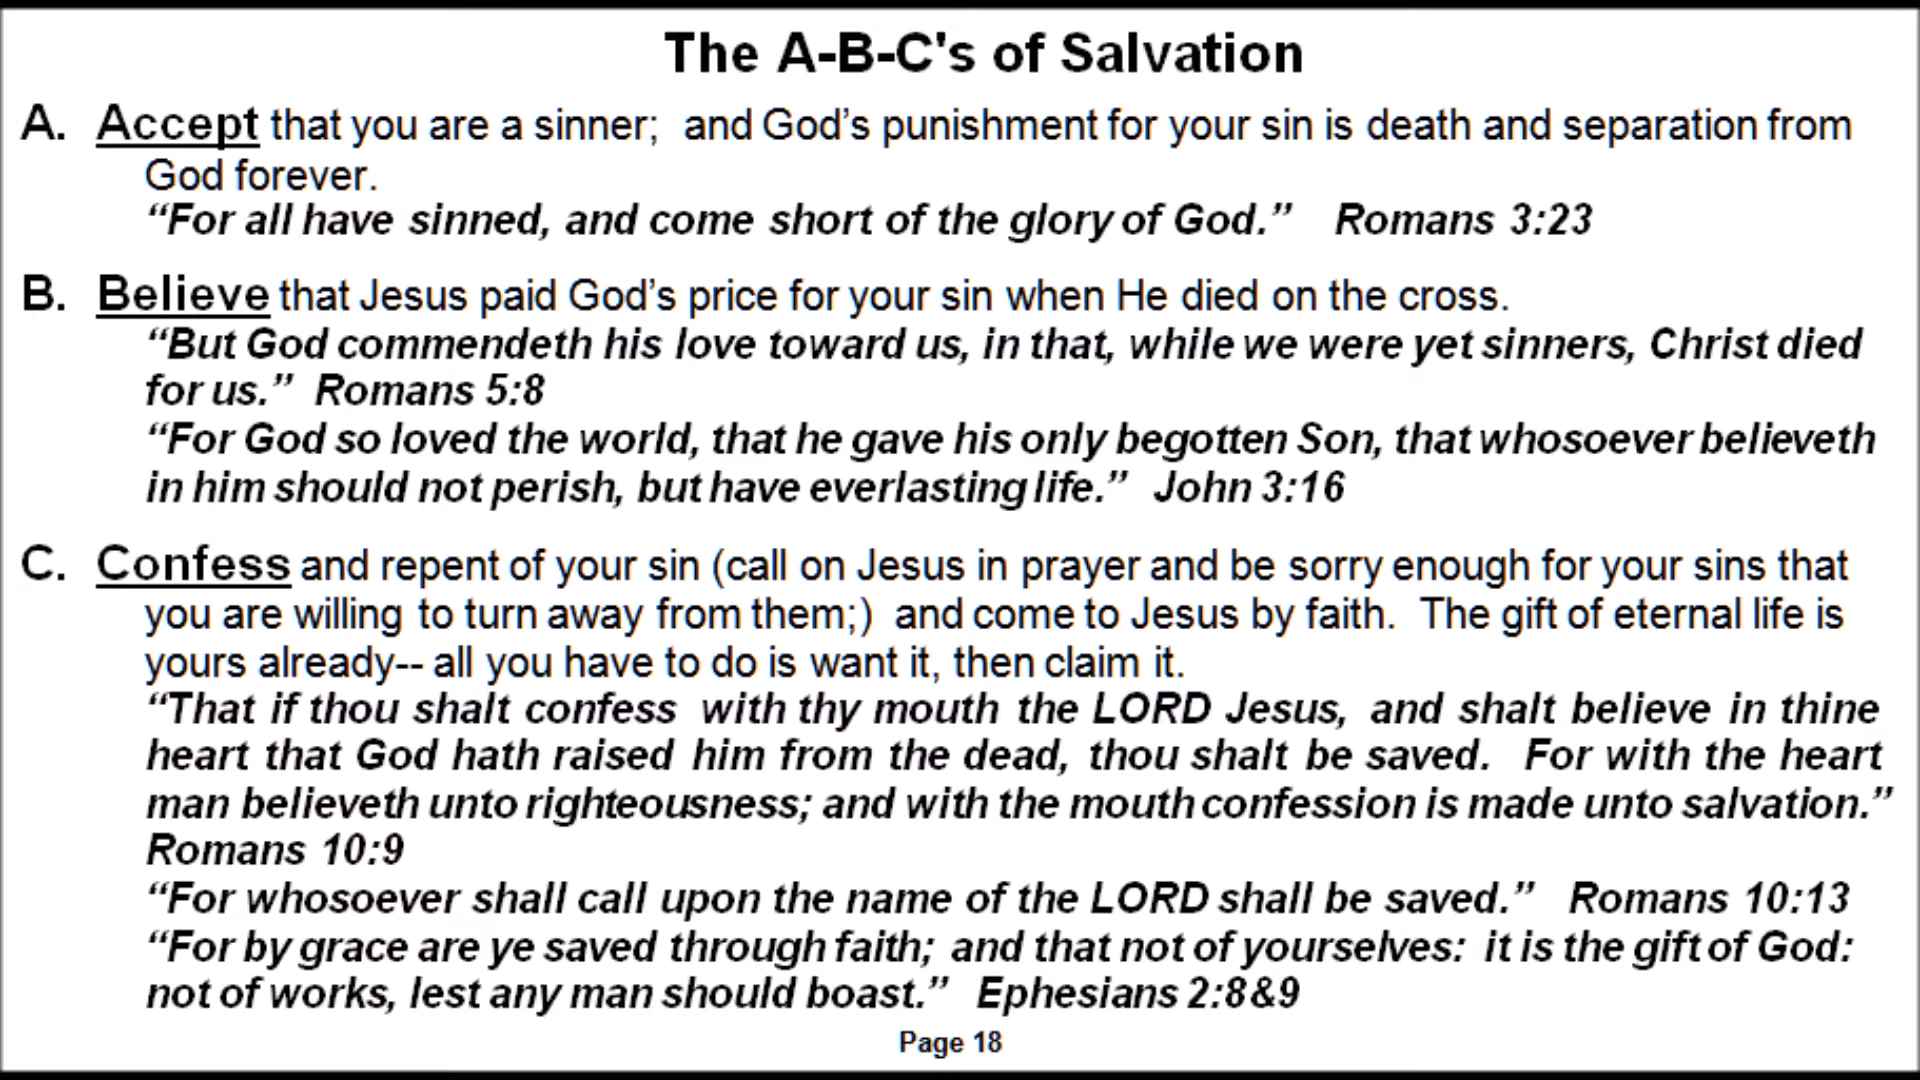 The A-B-C's of Salvation
A. Accept that you are a sinner; and God’s punishment for your sin is death and separation from
God forever.
“For all have sinned, and come short of the glory of God.” Romans 3:23
B. Believe that Jesus paid God’s price for your sin when He died on the cross.
“But God commendeth his love toward us, in that, while we were yet sinners, Christ died
for us.” Romans 5:8
“For God so loved the world, that he gave his only begotten Son, that whosoever believeth
in him should not perish, but have everlasting life.” John 3:16
C. Confess and repent of your sin (call on Jesus in prayer and be sorry enough for your sins that
you are willing to turn away from them;) and come to Jesus by faith. The gift of eternal life is
yours already-- all you have to do is want it, then claim it.
“That if thou shalt confess with thy mouth the LORD Jesus, and shalt believe in thine
heart that God hath raised him from the dead, thou shalt be saved. For with the heart
man believeth unto righteousness; and with the mouth confession is made unto salvation.”
Romans 10:9
“For whosoever shall call upon the name of the LORD shall be saved.” Romans 10:13
“For by grace are ye saved through faith; and that not of yourselves: it is the gift of God:
not of works, lest any man should boast.” Ephesians 2:8&9
Page 18